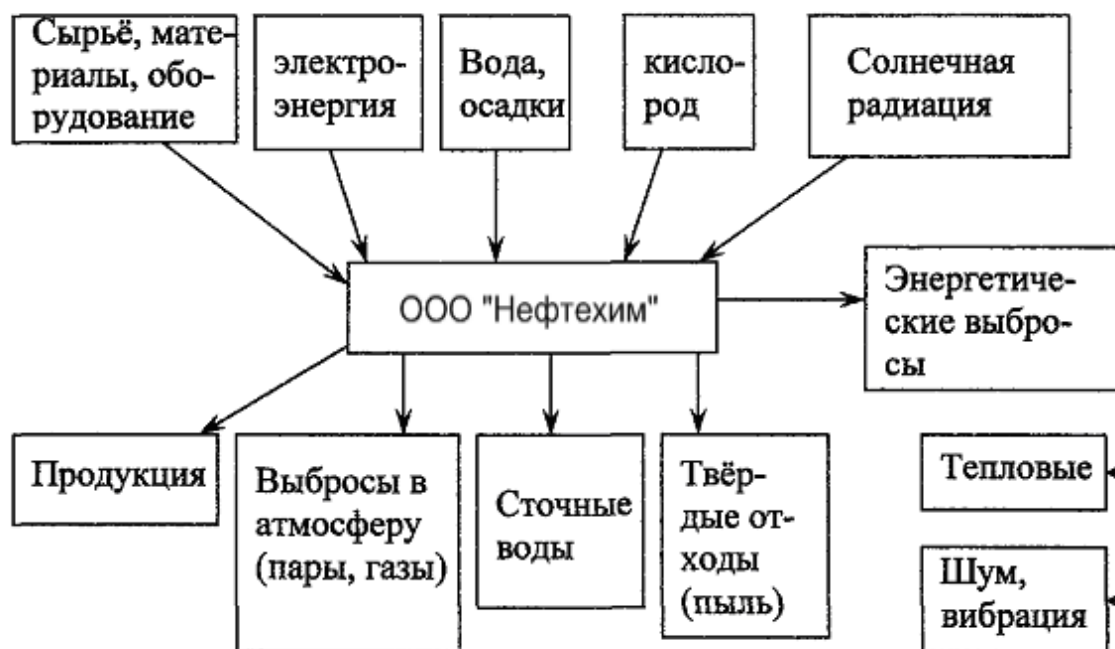 Сырьё, мате-
риалы, обо-
рудование
электро-
энергия
Вода,
осадки
кисло-
род
Солнечная
радиация
ООО "Нефтехим"
Энергетиче-
ские выбро-
сы
Продукция
Выбросы в
атмосферу
(пары, газы)
Сточные
воды
Твёр-
дые от-
ходы
(пыль)
Тепловые
Шум,
вибрация